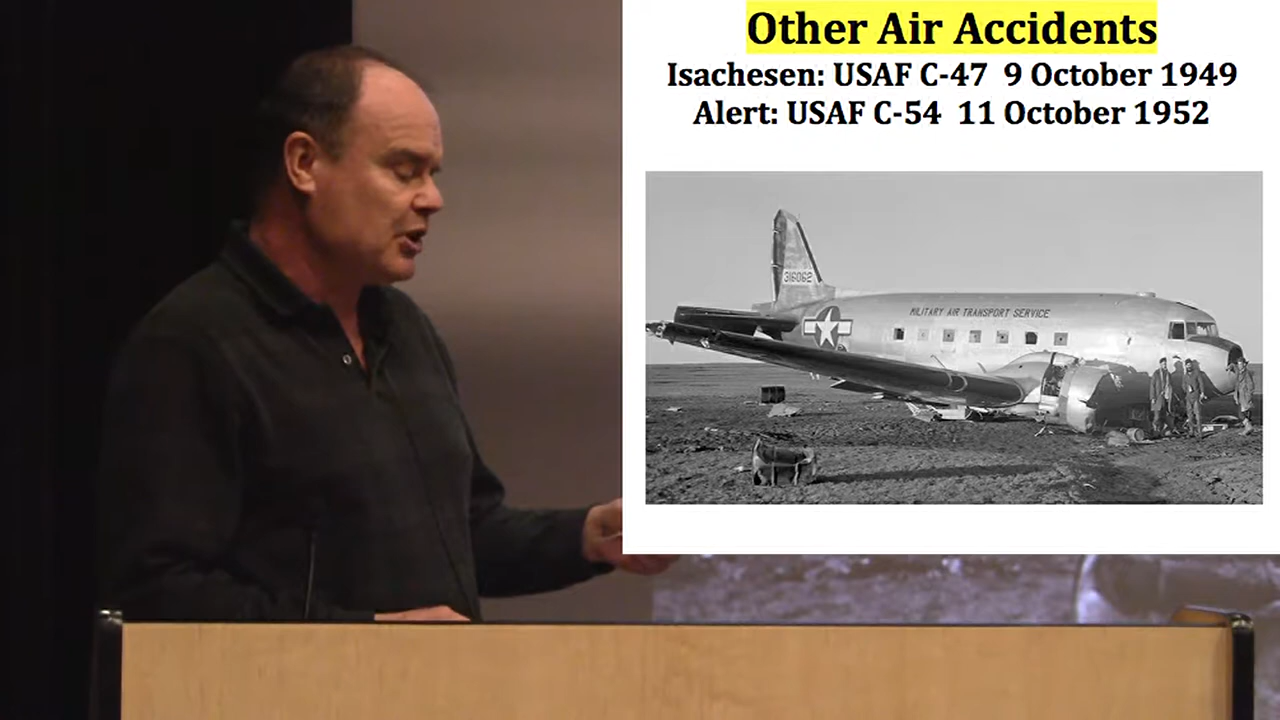 Other Air Accidents
Isachesen: USAF C-47 9 October 1949
Alert: USAF C-54 11 October 1952
316062
MILITARY AIR TRANSPORT SERVICE